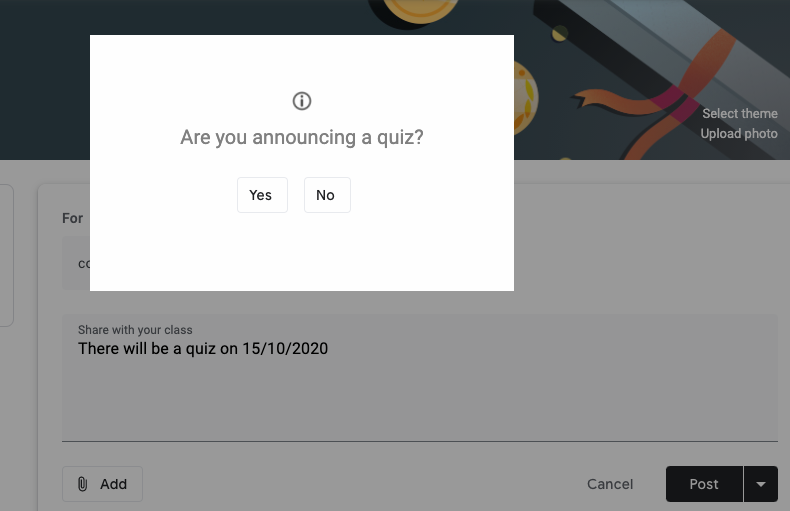 Select theme
Upload photo
Are you announcing a quiz?
Yes No
For
Share with your class
There will be a quiz on 15/10/2020
Add Cancel Post